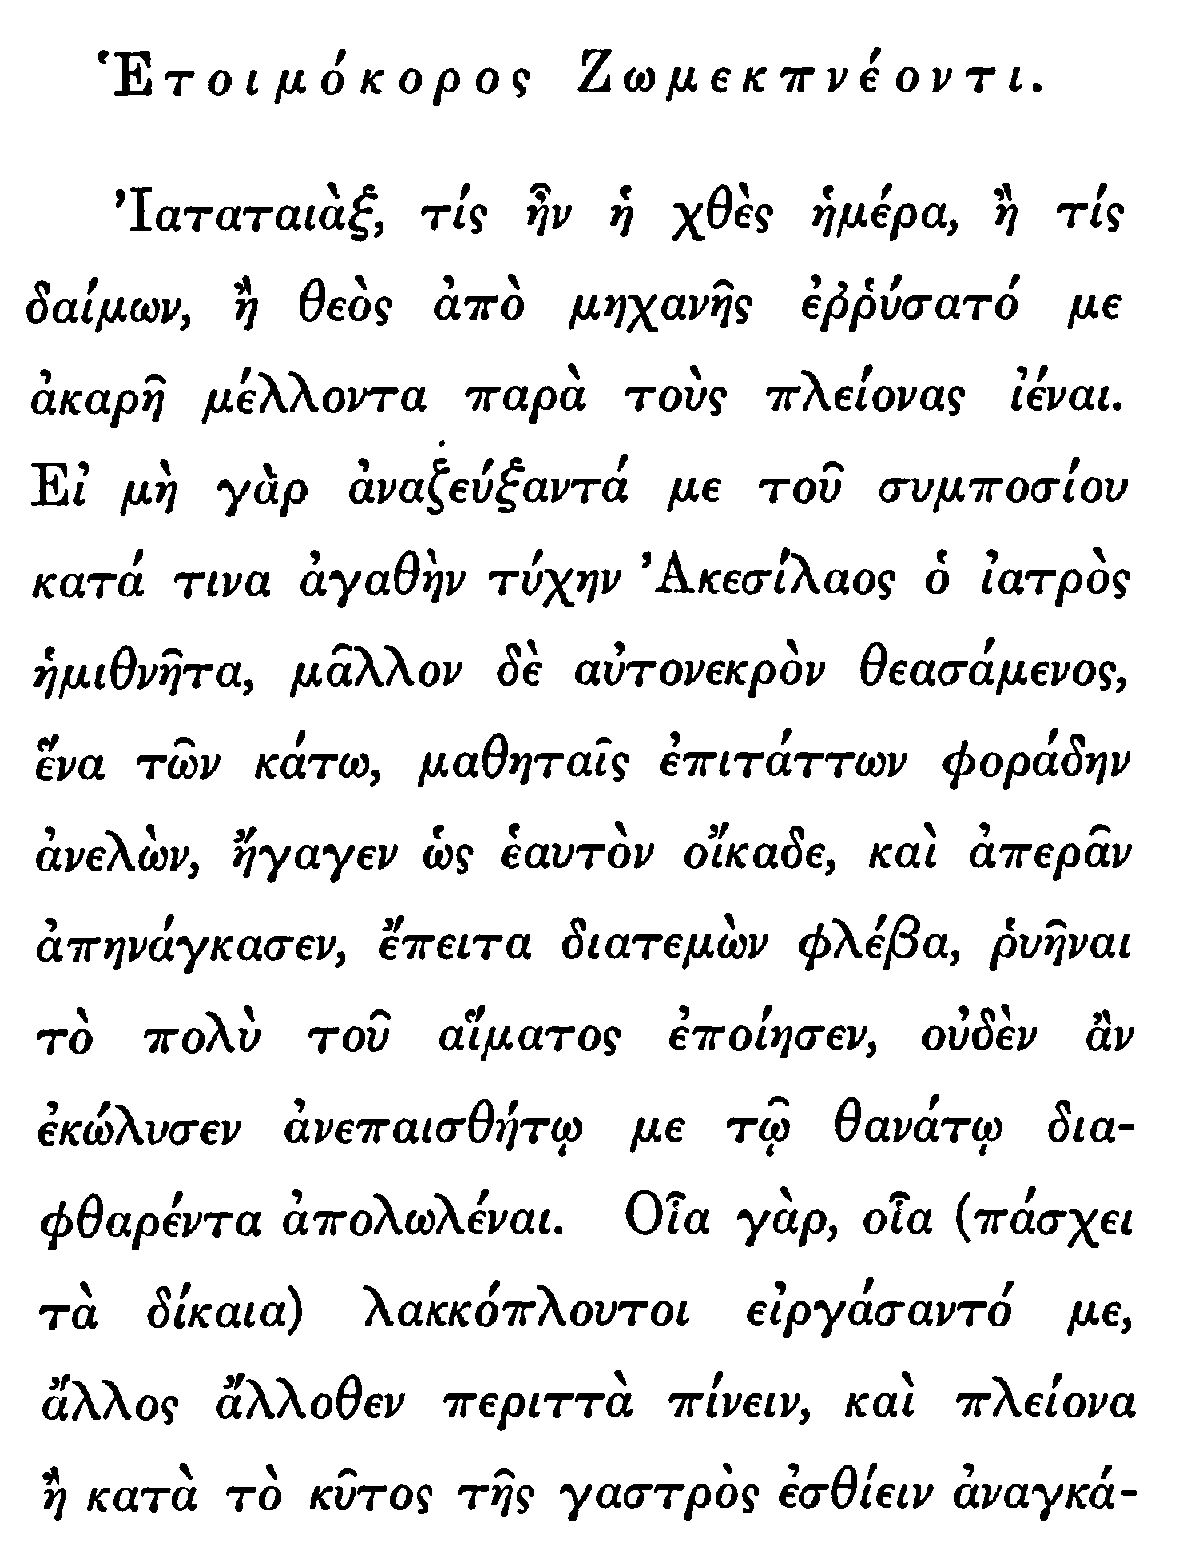 Ἑτοιμόκορος Ζωμεκπνέοντι.
Ἰαταταιὰξ, τίς ἦν ἡ χθὲς ἡμέρα, ἢ τίς
δαίμων, ἢ θεὸς ἀπὸ μηχανῆς ἐῤῥύσατό με
ἀκαρῆ μέλλοντα παρὰ τοὺς πλείονας ἰέναι.
Εἰ μὴ γὰρ ἀναζεύξαντά με τοῦ συμποσίου
κατά τινα ἀγαθὴν τύχην Ἀκεσίλαος ὁ ἰατρὸς
ἡμιθνῆτα, μᾶλλον δὲ αὐτονεκρὸν θεασάμενος,
ἕνα τῶν κάτω, μαθηταῖς ἐπιτάττων φοράδην
ἀνελὼν, ἤγαγεν ὡς ἑαυτὸν οἴκαδε, καὶ ἀπερᾶν
ἀπηνάγκασεν, ἔπειτα διατεμὼν φλέβα, ῥυῆναι
τὸ πολὺ τοῦ αἵματος ἐποίησεν, οὐδὲν ἂν
ἐκώλυσεν ἀνεπαισθήτῳ με τῷ θανάτῳ δια-
φθαρέντα ἀπολωλέναι. Οἷα γὰρ, οἷα (πάσχει
τὰ δίκαια) λακκόπλουτοι εἰργάσαντό με,
ἄλλος ἄλλοθεν περιττὰ πίνειν, καὶ πλείονα
ἢ κατὰ τὸ κῦτος τῆς γαστρὸς ἐσθίειν ἀναγκά-